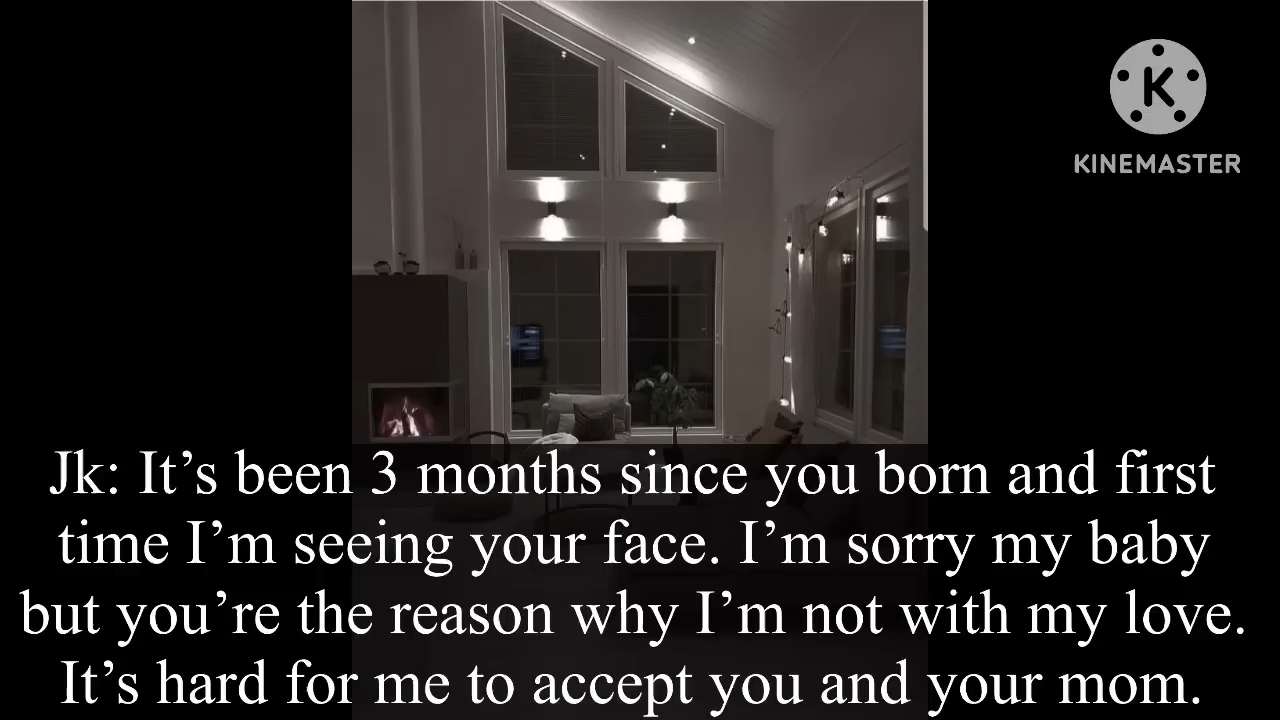 K
KINEMASTER
Jk: It's been 3 months since you born and first
time I'm seeing your face. I'm sorry my baby
but you're the reason why I'm not with my love.
It's hard for me to accept you and your mom.